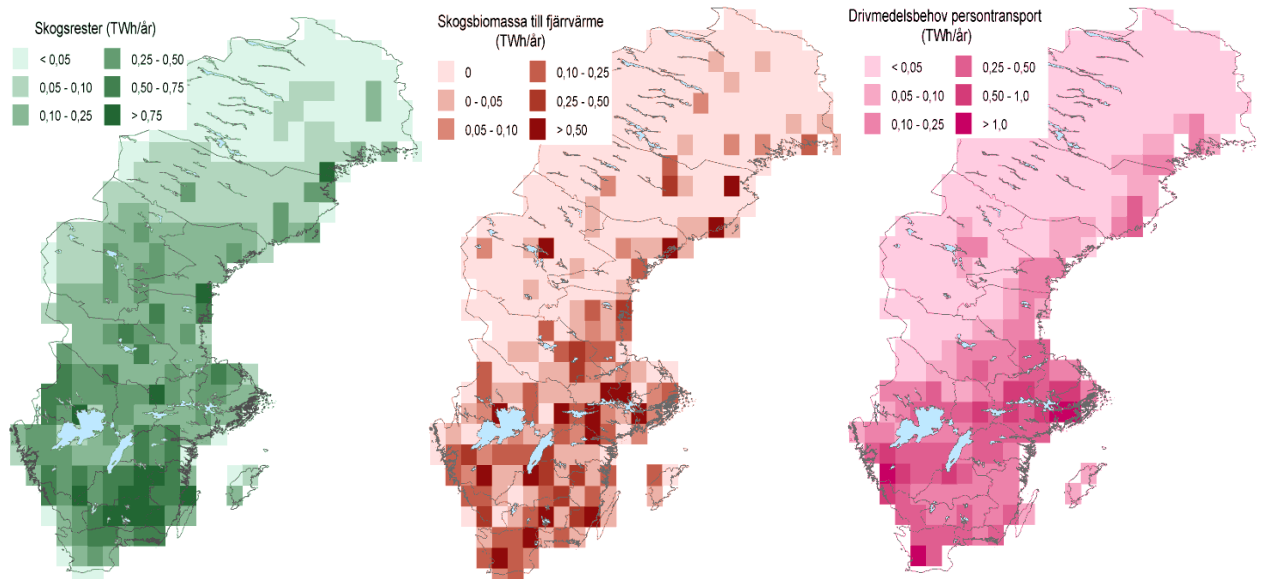 Skogsrester (TWh/år)
< 0,05
0,25 - 0,50
0,05 - 0,10
0,50 - 0,75
0,10 - 0,25
> 0,75
Skogsbiomassa till fjärrvärme
(TWh/år)
0
0,10 - 0,25
0 - 0,05
0,25 - 0,50
0,05 - 0,10
> 0,50
Drivmedelsbehov persontransport
(TWh/år)
< 0,05
0,25 - 0,50
0,05 - 0,10
0,50 - 1,0
0,10 - 0,25
> 1,0